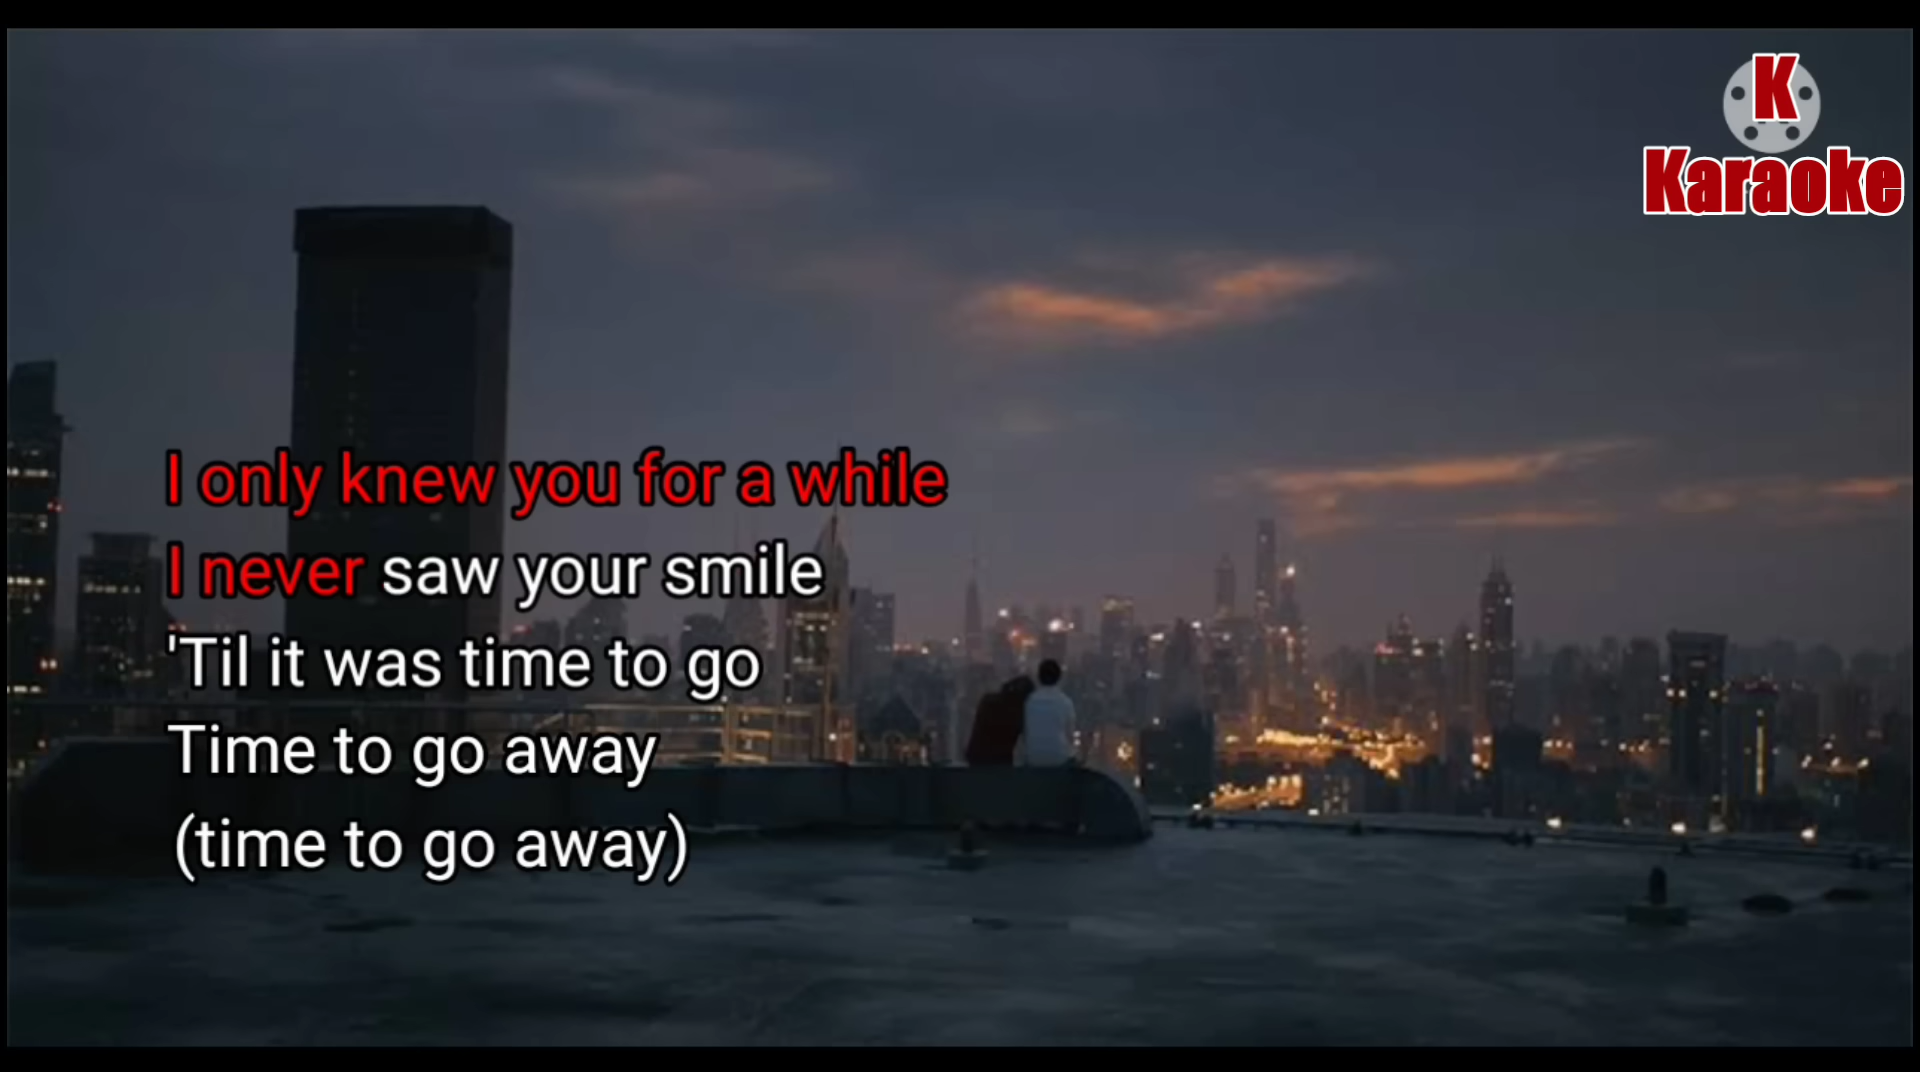 K
Karaoke
I only knew you for a while
I never saw your smile
'Til it was time to go
Time to go away
(time to go away)